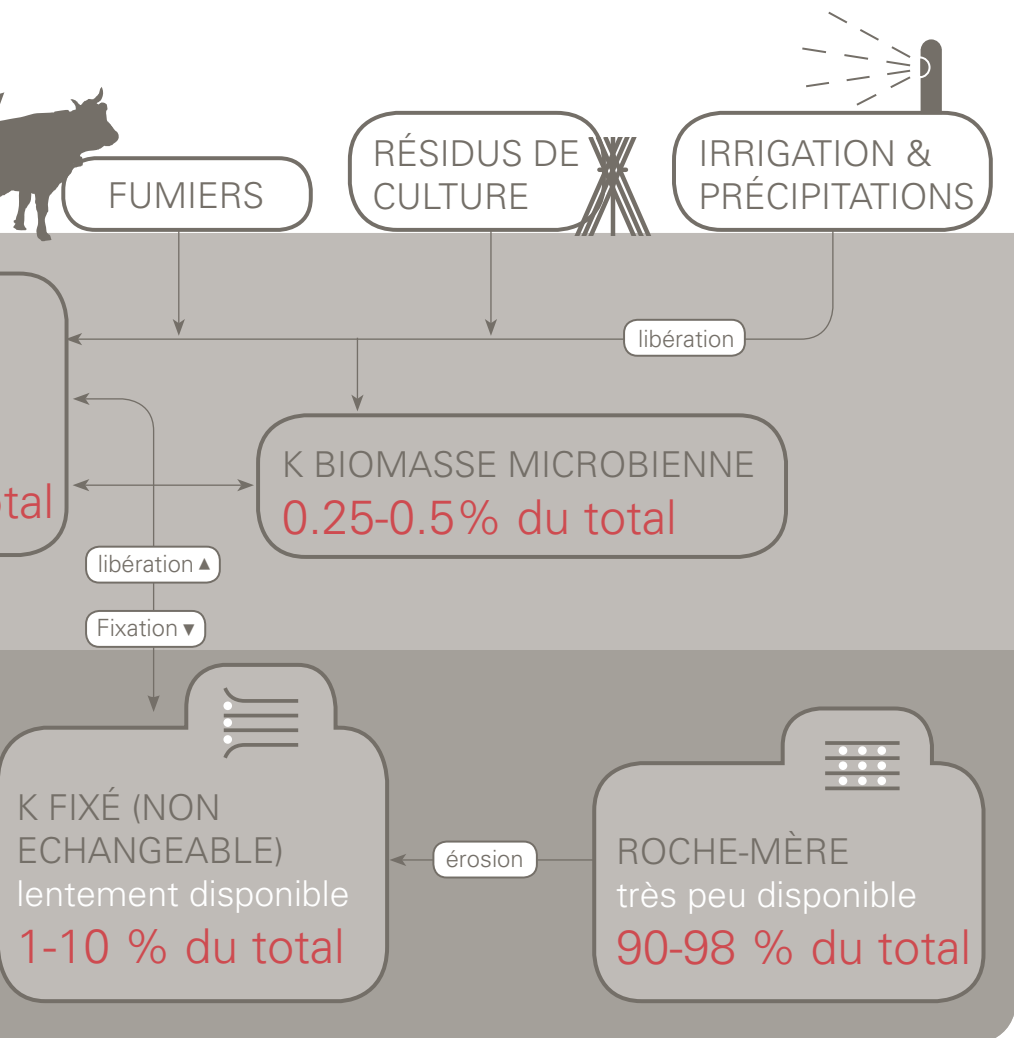 FUMIERS
RÉSIDUS DE
CULTURE
IRRIGATION &
PRÉCIPITATIONS
libération
K BIOMASSE MICROBIENNE
0.25-0.5% du total
libération ▲
Fixation ▼
K FIXÉ (NON
ECHANGEABLE)
lentement disponible
1-10 % du total
érosion
ROCHE-MÈRE
très peu disponible
90-98 % du total